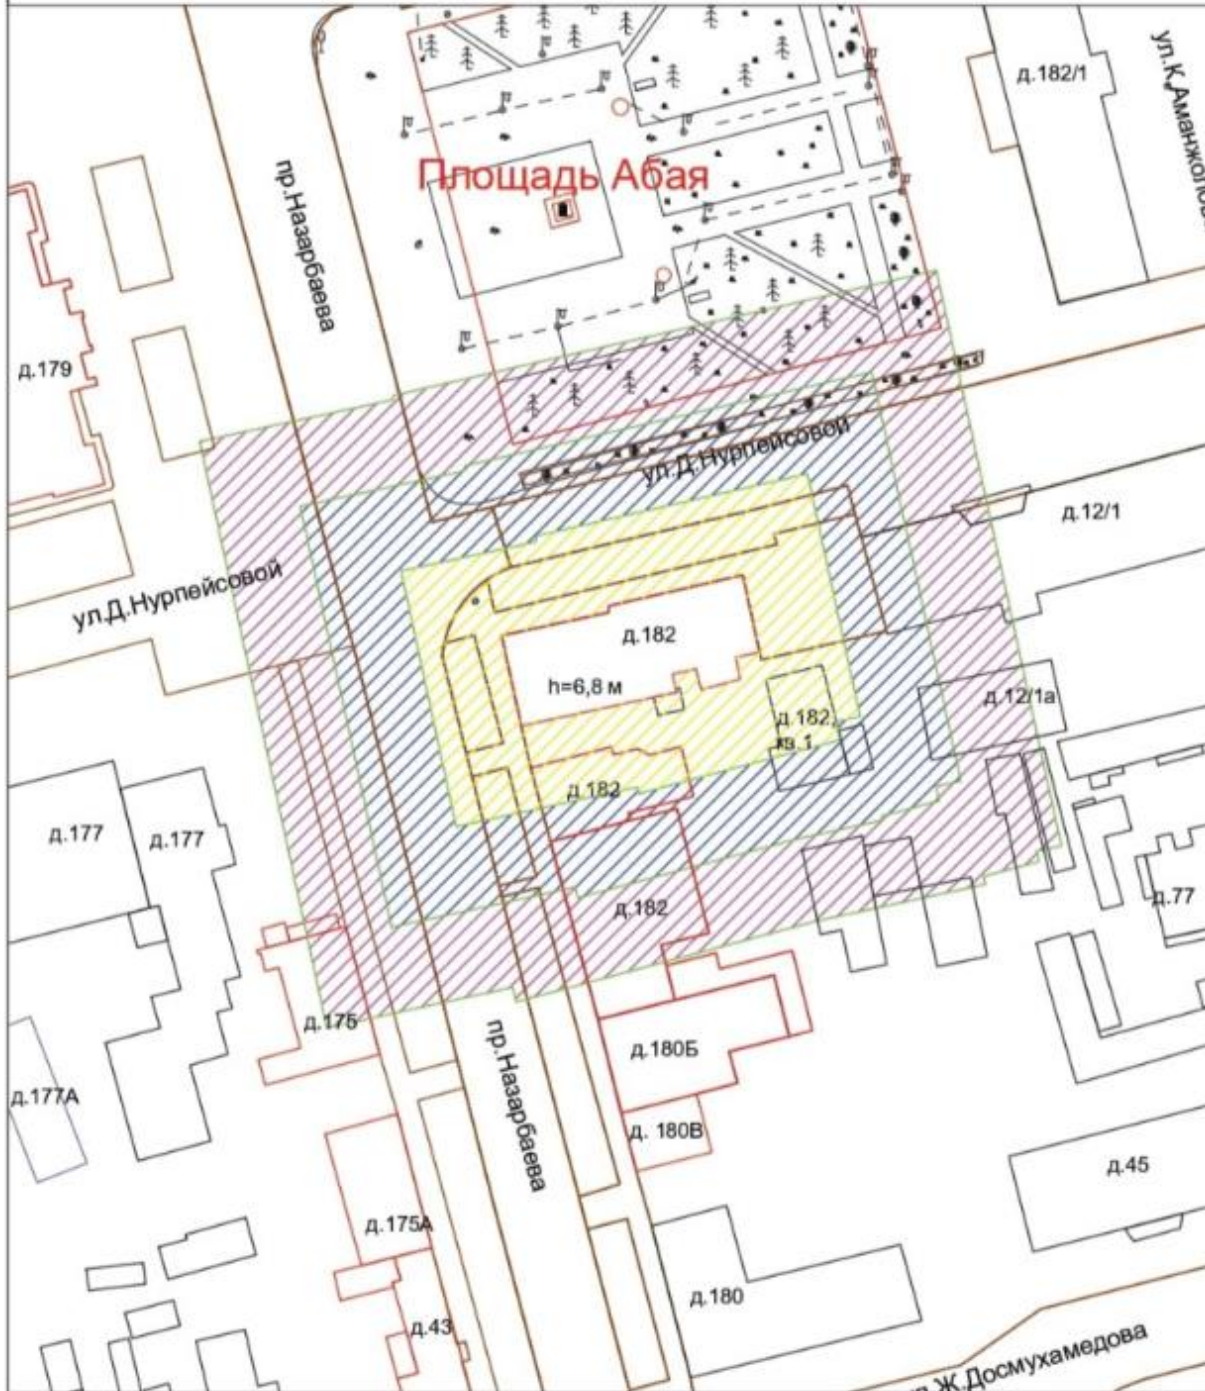 д.182/1
ул.К.Аманжолов
пр.Назарбаева
Площадь Абая
д.179
ул.Д.Нурпейсовой
д.12/1
ул.Д.Нурпейсовой
д.182
h=6,8 м
д.182,
кв.1
д.12/1а
д.182
д.177
д.177
д.182
д.77
д.175
пр.Назарбаева
д.180Б
д.177А
д. 180В
д.45
д.175А
д.180
д.43
Ж.Досмухамедова